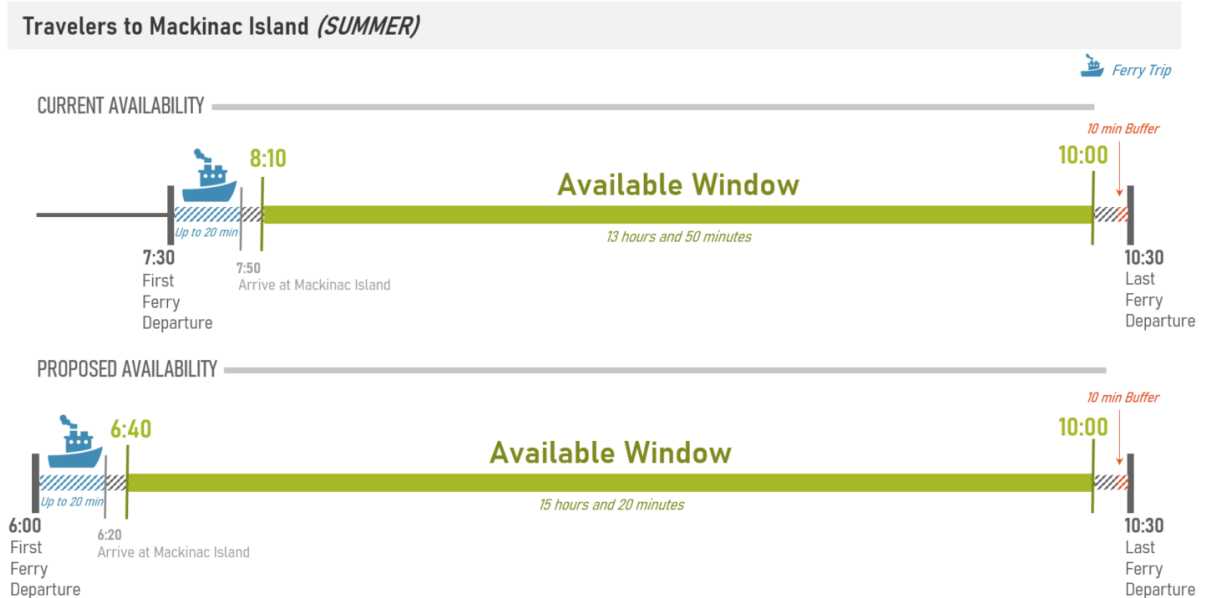 Travelers to Mackinac Island (SUMMER)
Ferry Trip
CURRENT AVAILABILITY
10 min Buffer
8:10
10:00
Available Window
Up to 20 min
13 hours and 50 minutes
7:30
First
Ferry
Departure
7:50
Arrive at Mackinac Island
10:30
Last
Ferry
Departure
PROPOSED AVAILABILITY
10 min Buffer
6:40
10:00
Available Window
Up to 20 min
15 hours and 20 minutes
6:00
First
Ferry
Departure
6:20
Arrive at Mackinac Island
10:30
Last
Ferry
Departure